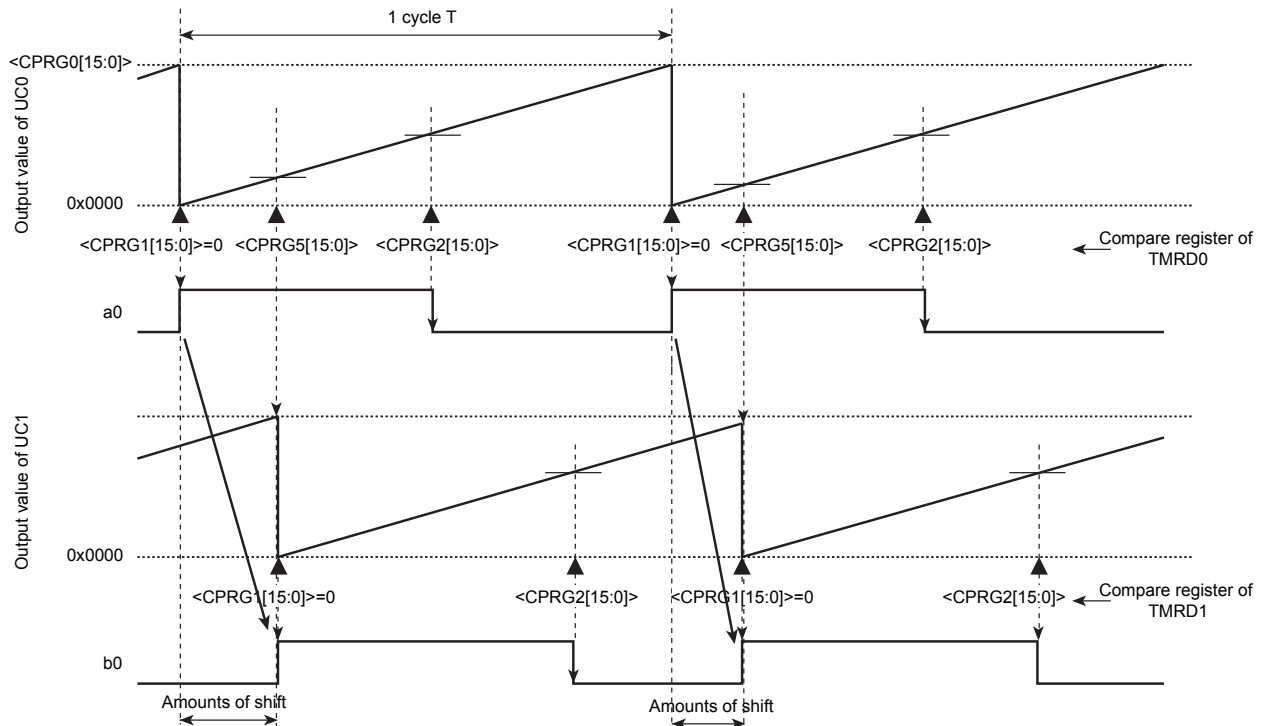 1 cycle T
<CPRG0[15:0]>
Output value of UC0
0x0000
<CPRG1[15:0]>=0
<CPRG5[15:0]>
<CPRG2[15:0]>
<CPRG1[15:0]>=0
<CPRG5[15:0]>
<CPRG2[15:0]>
Compare register of
TMRD0
a0
Output value of UC1
0x0000
<CPRG1[15:0]>=0
<CPRG2[15:0]>
<CPRG1[15:0]>=0
<CPRG2[15:0]>
Compare register of
TMRD1
b0
Amounts of shift
Amounts of shift